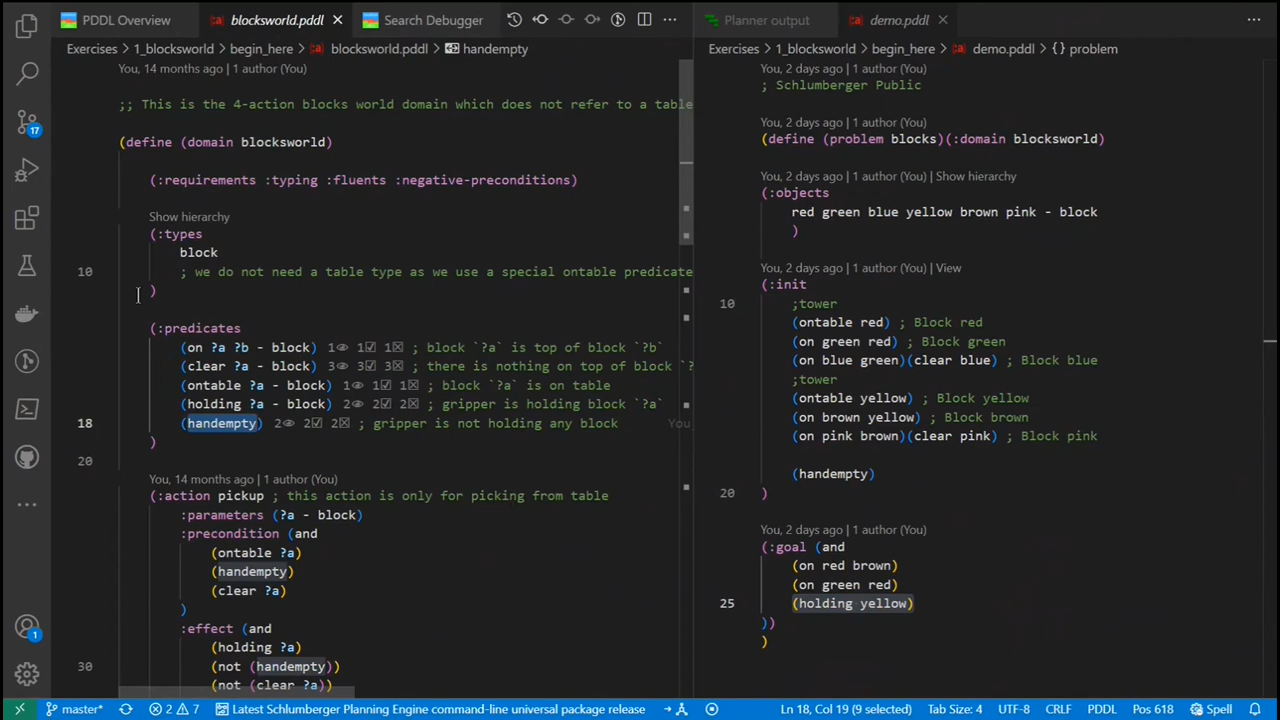 PDDL Overview
blocksworld.pddl
Search Debugger
Planner output
demo.pddl
Exercises > 1_blocksworld > begin_here > blocksworld.pddl > handempty
You, 14 months ago | 1 author (You)
;; This is the 4-action blocks world domain which does not refer to a table
(define (domain blocksworld)
(:requirements :typing :fluents :negative-preconditions)
Show hierarchy
(:types
block
10 ; we do not need a table type as we use a special ontable predicate
)
(:predicates
(on ?a ?b - block) 1 1 1 ; block `?a` is top of block `?b`
(clear ?a - block) 3 3 3 ; there is nothing on top of block `?
(ontable ?a - block) 1 1 1 ; block `?a` is on table
(holding ?a - block) 2 2 2 ; gripper is holding block `?a`
18 (handempty) 2 2 2 ; gripper is not holding any block You
)
20
You, 14 months ago | 1 author (You)
(:action pickup ; this action is only for picking from table
:parameters (?a - block)
:precondition (and
(ontable ?a)
(handempty)
(clear ?a)
)
:effect (and
(holding ?a)
30 (not (handempty))
(not (clear ?a))
Exercises > 1_blocksworld > begin_here > demo.pddl > {} problem
You, 2 days ago | 1 author (You)
; Schlumberger Public
You, 2 days ago | 1 author (You)
(define (problem blocks)(:domain blocksworld)
You, 2 days ago | 1 author (You) | Show hierarchy
(:objects
red green blue yellow brown pink - block
)
You, 2 days ago | 1 author (You) | View
(:init
10 ;tower
(ontable red) ; Block red
(on green red) ; Block green
(on blue green)(clear blue) ; Block blue
;tower
(ontable yellow) ; Block yellow
(on brown yellow) ; Block brown
(on pink brown)(clear pink) ; Block pink
(handempty)
20 )
You, 2 days ago | 1 author (You)
(:goal (and
(on red brown)
(on green red)
25 (holding yellow)
))
)
17
1
master* 2 7 Latest Schlumberger Planning Engine command-line universal package release Ln 18, Col 19 (9 selected) Tab Size: 4 UTF-8 CRLF PDDL Pos 618 Spell